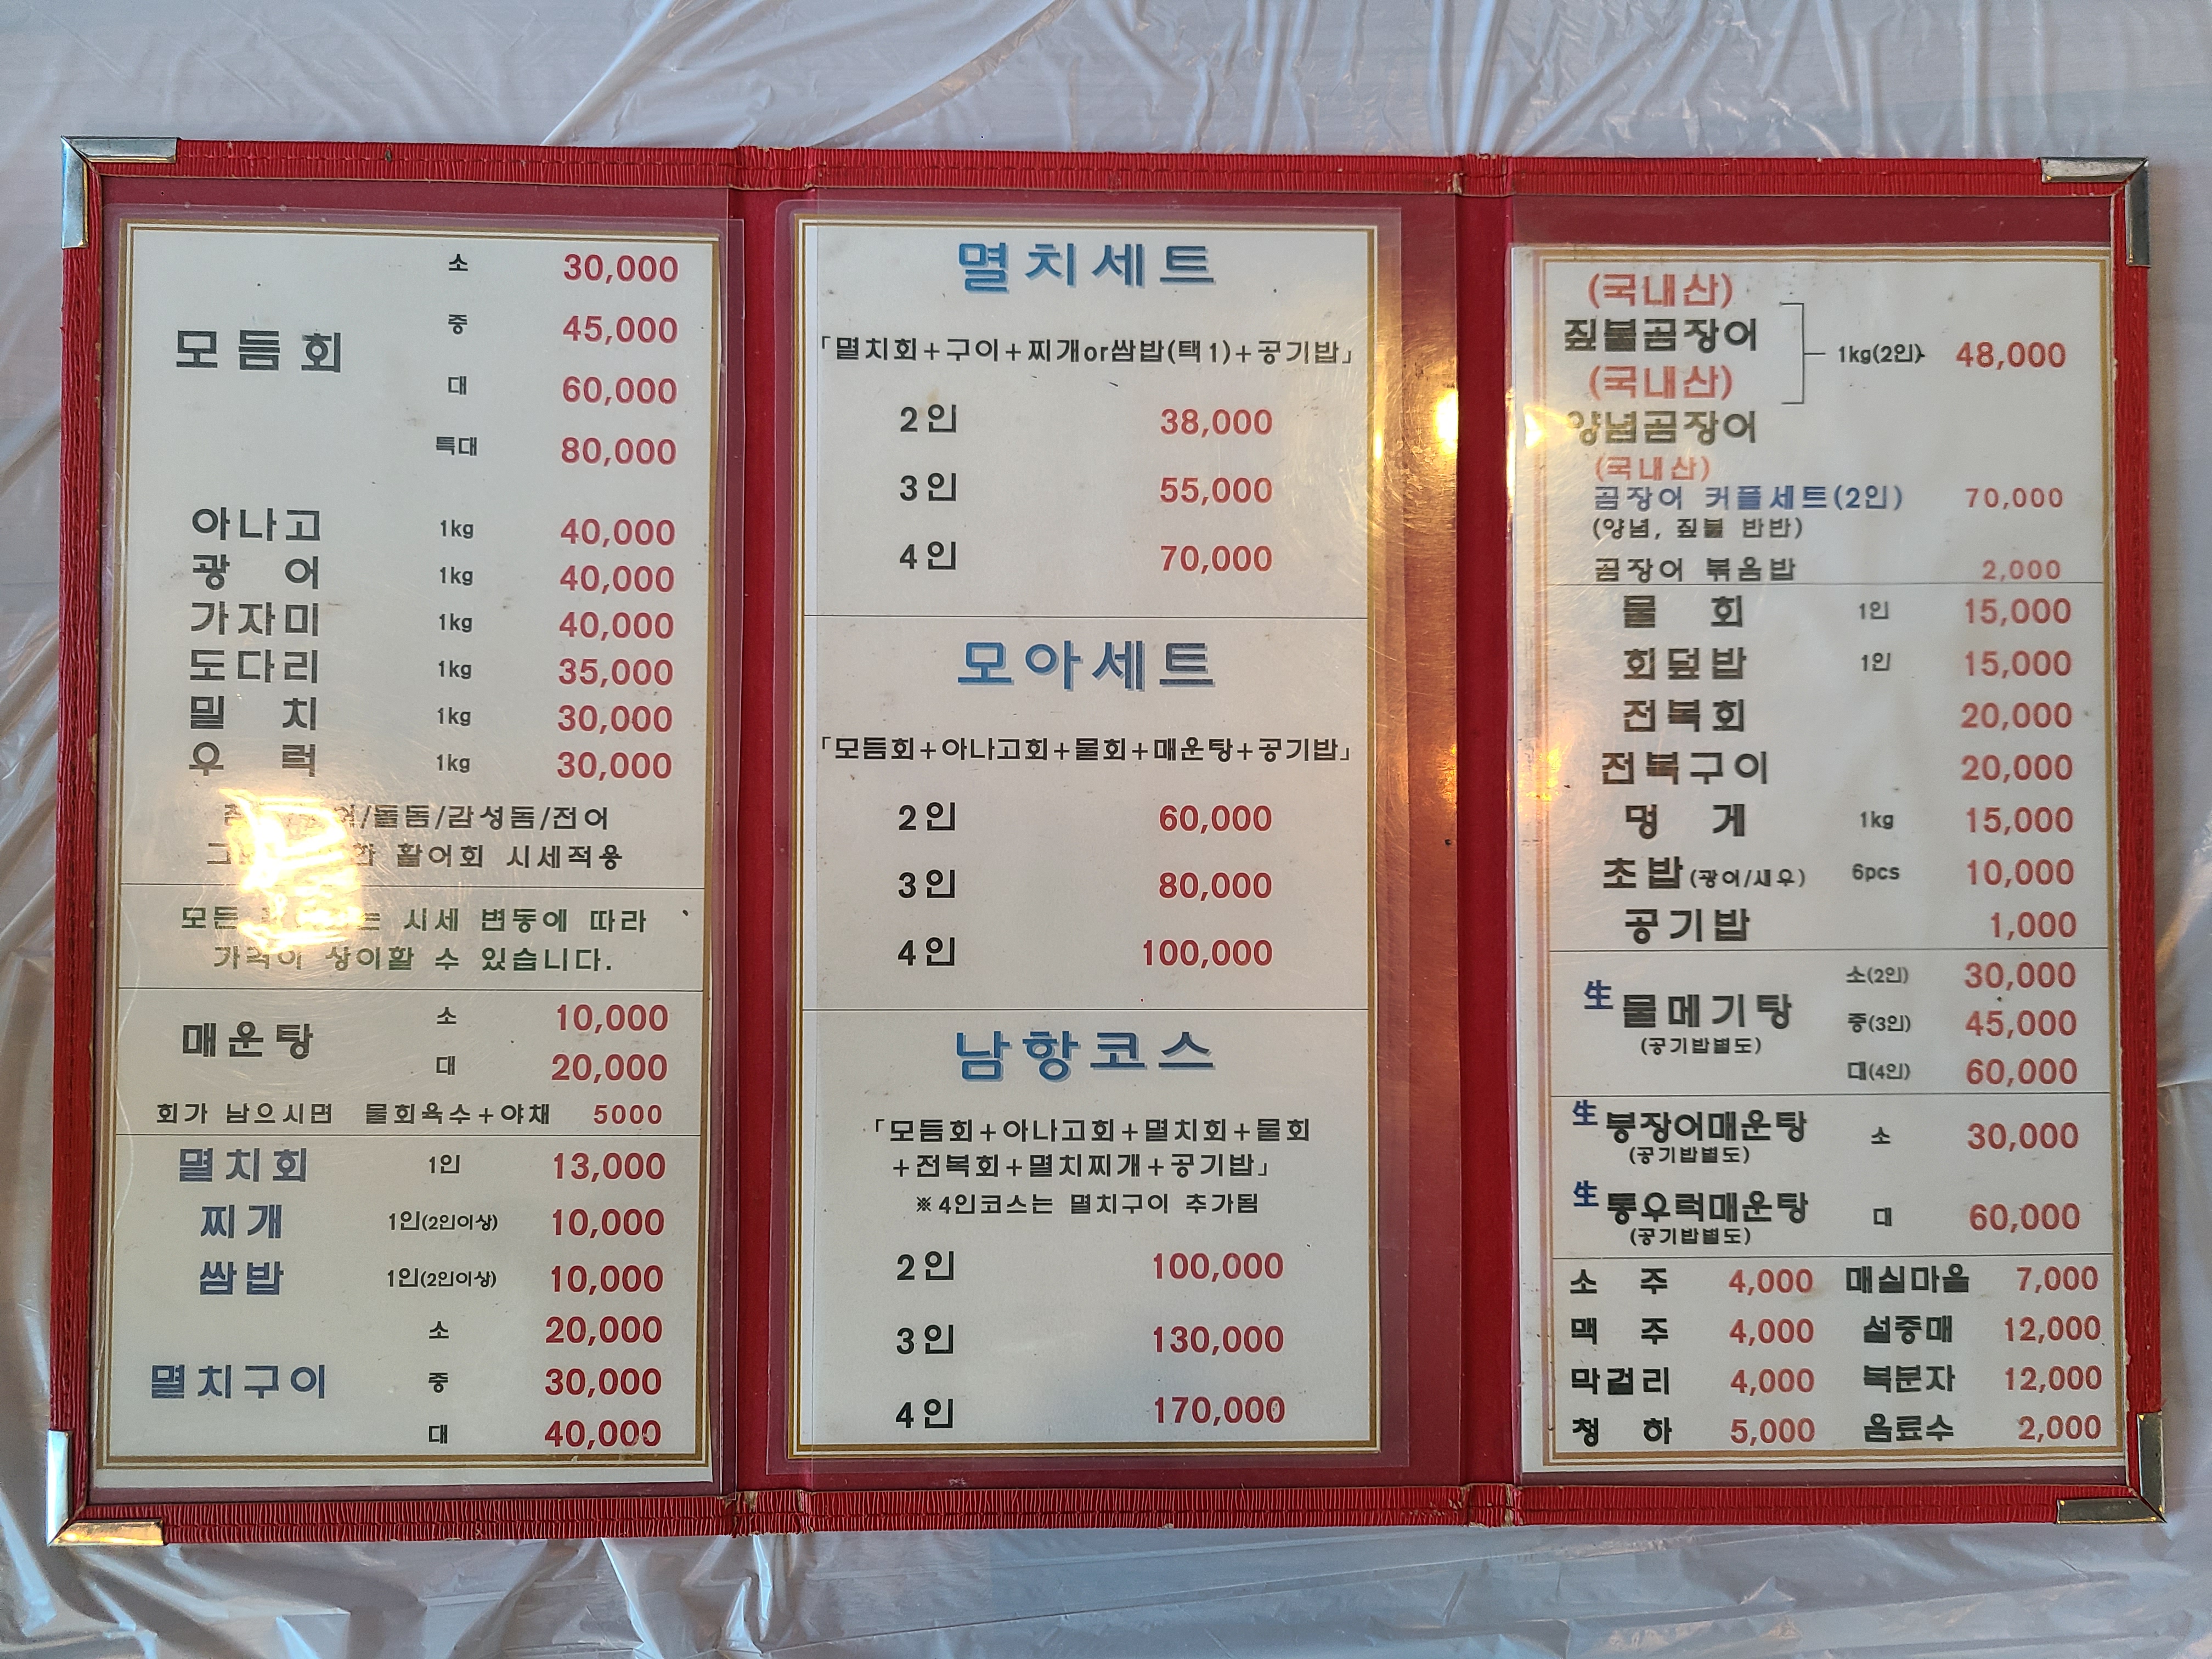 모듬회
소 30,000
중 45,000
대 60,000
특대 80,000
아나고 1kg 40,000
광 어 1kg 40,000
가자미 1kg 40,000
도다리 1kg 35,000
밀 치 1kg 30,000
우 럭 1kg 30,000
/돌돔/감성돔/전어
활어회 시세적용
시세 변동에 따라
가격이 상이할 수 있습니다.
매운탕
소 10,000
대 20,000
회가 남으시면 물회육수+야채 5000
멸치회 1인 13,000
찌개 1인(2인이상) 10,000
쌈밥 1인(2인이상) 10,000
멸치구이
소 20,000
중 30,000
대 40,000
멸치세트
「멸치회+구이+찌개or쌈밥(택1)+공기밥」
2인 38,000
3인 55,000
4인 70,000
모아세트
「모듬회+아나고회+물회+매운탕+공기밥」
2인 60,000
3인 80,000
4인 100,000
남항코스
「모듬회+아나고회+멸치회+물회
+전복회+멸치찌개+공기밥」
※4인코스는 멸치구이 추가됨
2인 100,000
3인 130,000
4인 170,000
(국내산)
짚불곰장어
1kg(2인) 48,000
(국내산)
양념곰장어
(국내산)
곰장어 커플세트(2인) 70,000
(양념, 짚불 반반)
곰장어 볶음밥 2,000
물 회 1인 15,000
회덮밥 1인 15,000
전복회 20,000
전복구이 20,000
멍 게 1kg 15,000
초밥(광어/새우) 6pcs 10,000
공기밥 1,000
生 물메기탕
(공기밥별도)
소(2인) 30,000
중(3인) 45,000
대(4인) 60,000
生 붕장어매운탕 소 30,000
(공기밥별도)
生 통우럭매운탕 대 60,000
(공기밥별도)
소 주 4,000 매실마을 7,000
맥 주 4,000 설중매 12,000
막걸리 4,000 복분자 12,000
청 하 5,000 음료수 2,000